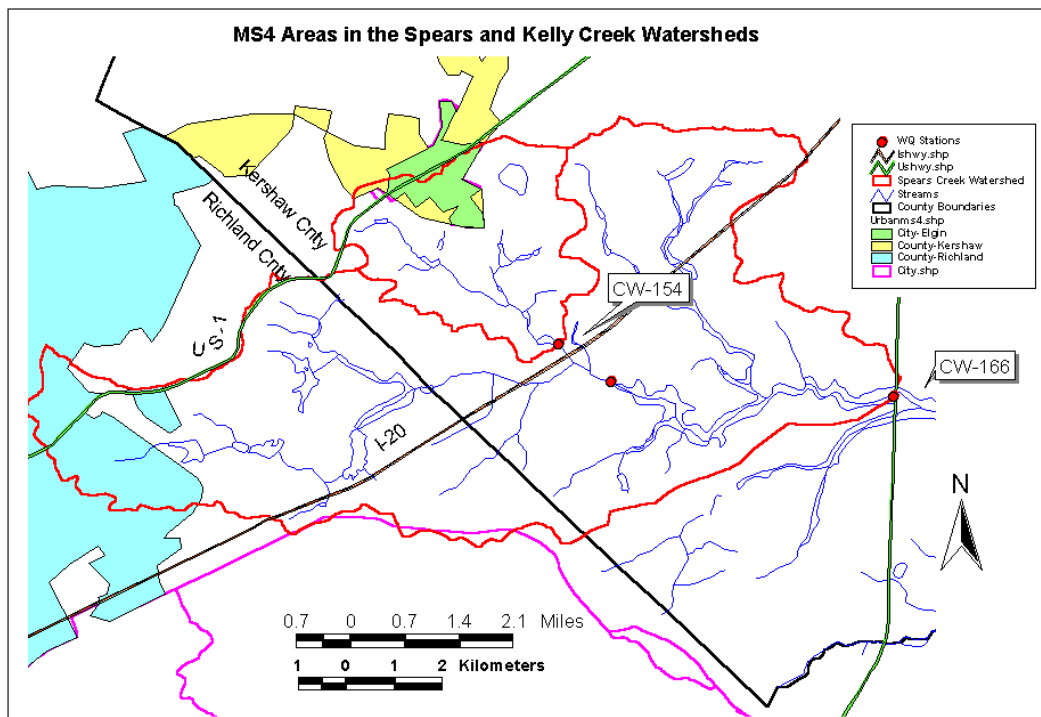 MS4 Areas in the Spears and Kelly Creek Watersheds
WQ Stations
Ishwy.shp
Ushwy.shp
Spears Creek Watershed
Streams
County Boundaries
Urbanms4.shp
City-Elgin
County-Kershaw
County-Richland
City.shp
Kershaw Cnty
Richland Cnty
CW-154
US-1
CW-166
I-20
N
0.7 0 0.7 1.4 2.1 Miles
1 0 1 2 Kilometers